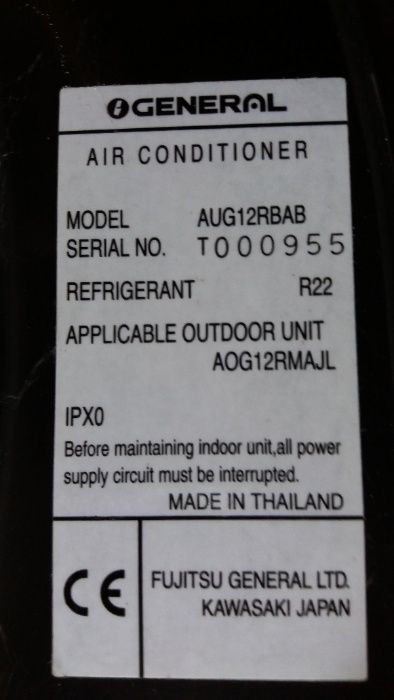 GENERAL
AIR CONDITIONER
MODEL AUG12RBAB
SERIAL NO. T000955
REFRIGERANT R22
APPLICABLE OUTDOOR UNIT
AOG12RMAJL
IPX0
Before maintaining indoor unit,all power
supply circuit must be interrupted.
MADE IN THAILAND
CE
FUJITSU GENERAL LTD.
KAWASAKI JAPAN